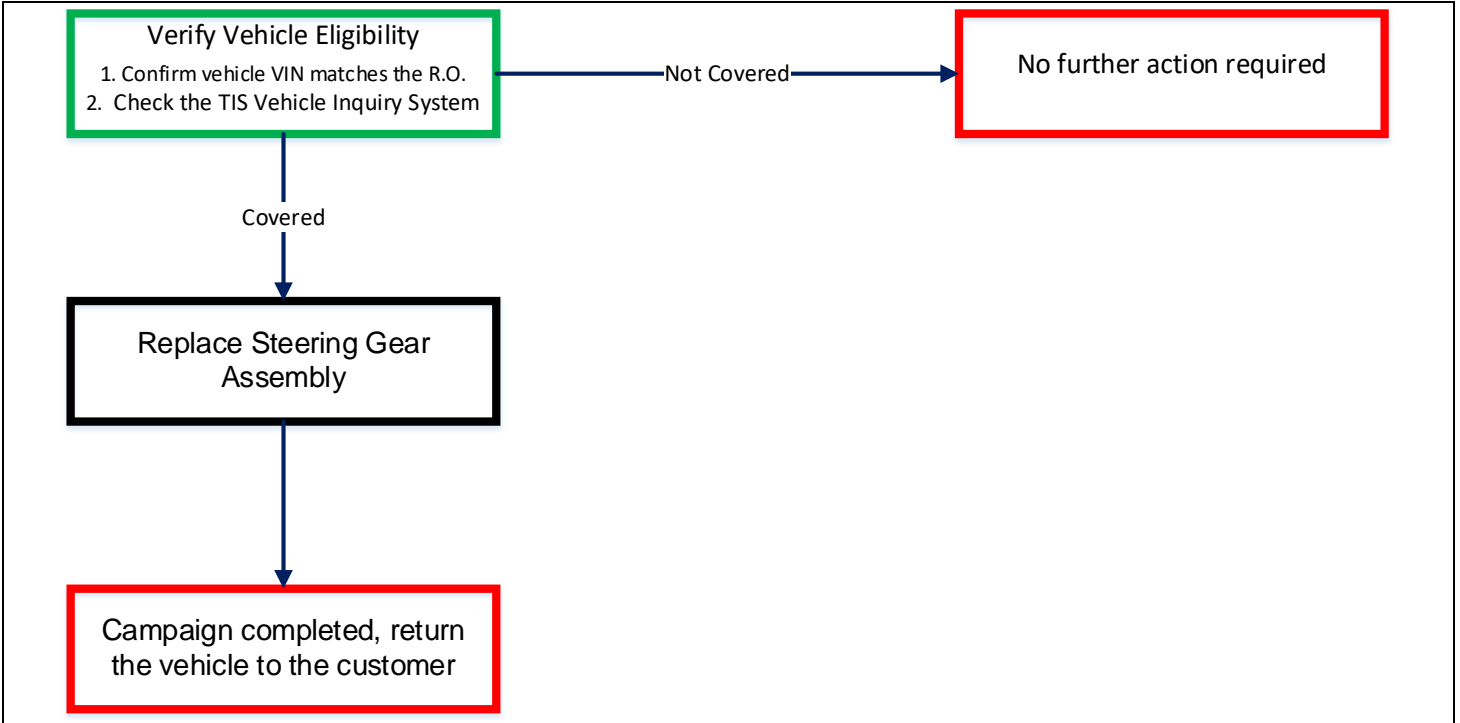 Verify Vehicle Eligibility
1. Confirm vehicle VIN matches the R.O.
2. Check the TIS Vehicle Inquiry System
Not Covered
No further action required
Covered
Replace Steering Gear
Assembly
Campaign completed, return
the vehicle to the customer